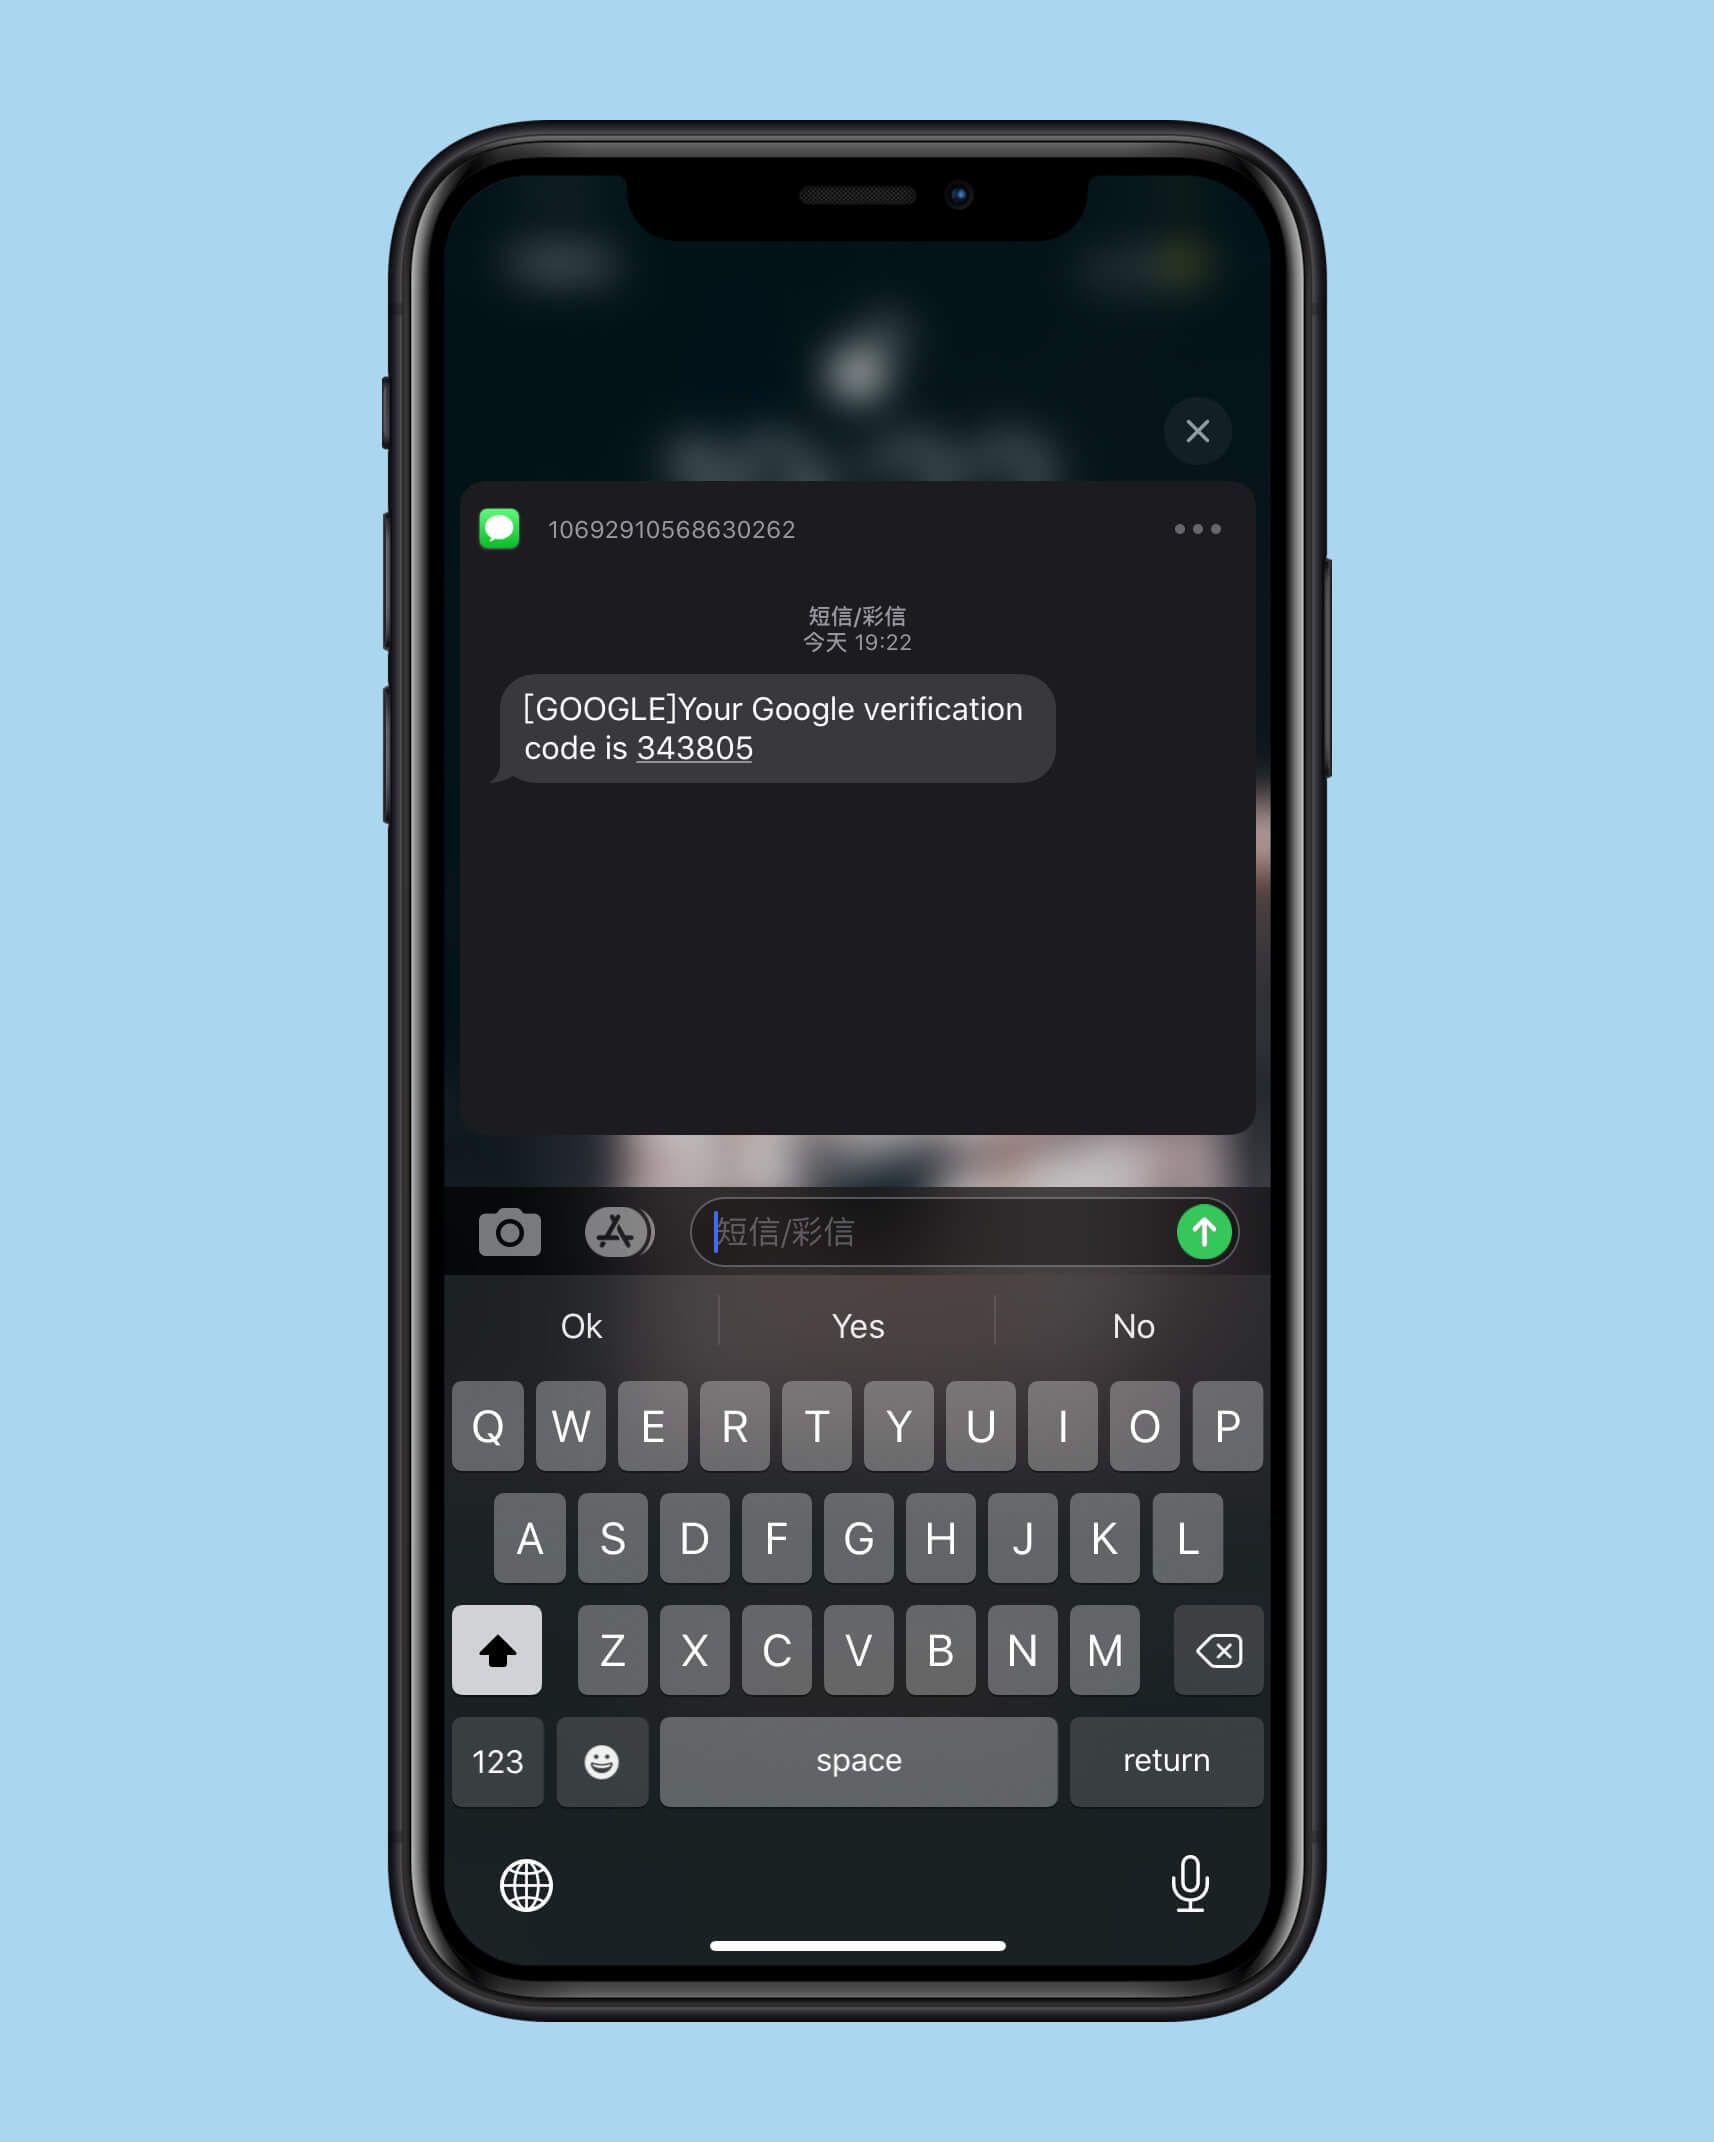 10692910568630262
短信/彩信
今天 19:22
[GOOGLE]Your Google verification
code is 343805
短信/彩信
Ok Yes No
Q W E R T Y U I O P
A S D F G H J K L
Z X C V B N M
123 space return